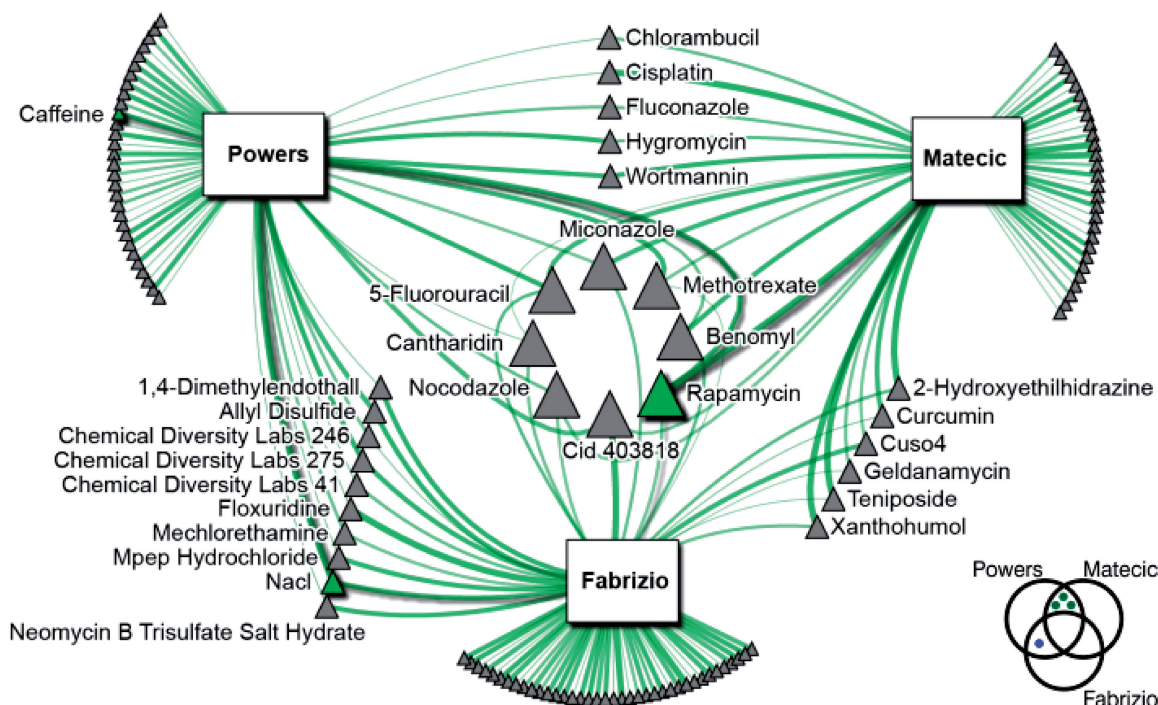 Chlorambucil
Cisplatin
Fluconazole
Hygromycin
Wortmannin
Caffeine
Powers
Matecic
Miconazole
5-Fluorouracil
Methotrexate
Cantharidin
Benomyl
Nocodazole
Rapamycin
Cid 403818
1,4-Dimethylendothall
Allyl Disulfide
Chemical Diversity Labs 246
Chemical Diversity Labs 275
Chemical Diversity Labs 41
Floxuridine
Mechlorethamine
Mpep Hydrochloride
Nacl
Neomycin B Trisulfate Salt Hydrate
2-Hydroxyethilhidrazine
Curcumin
Cuso4
Geldanamycin
Teniposide
Xanthohumol
Fabrizio
Powers Matecic
Fabrizio